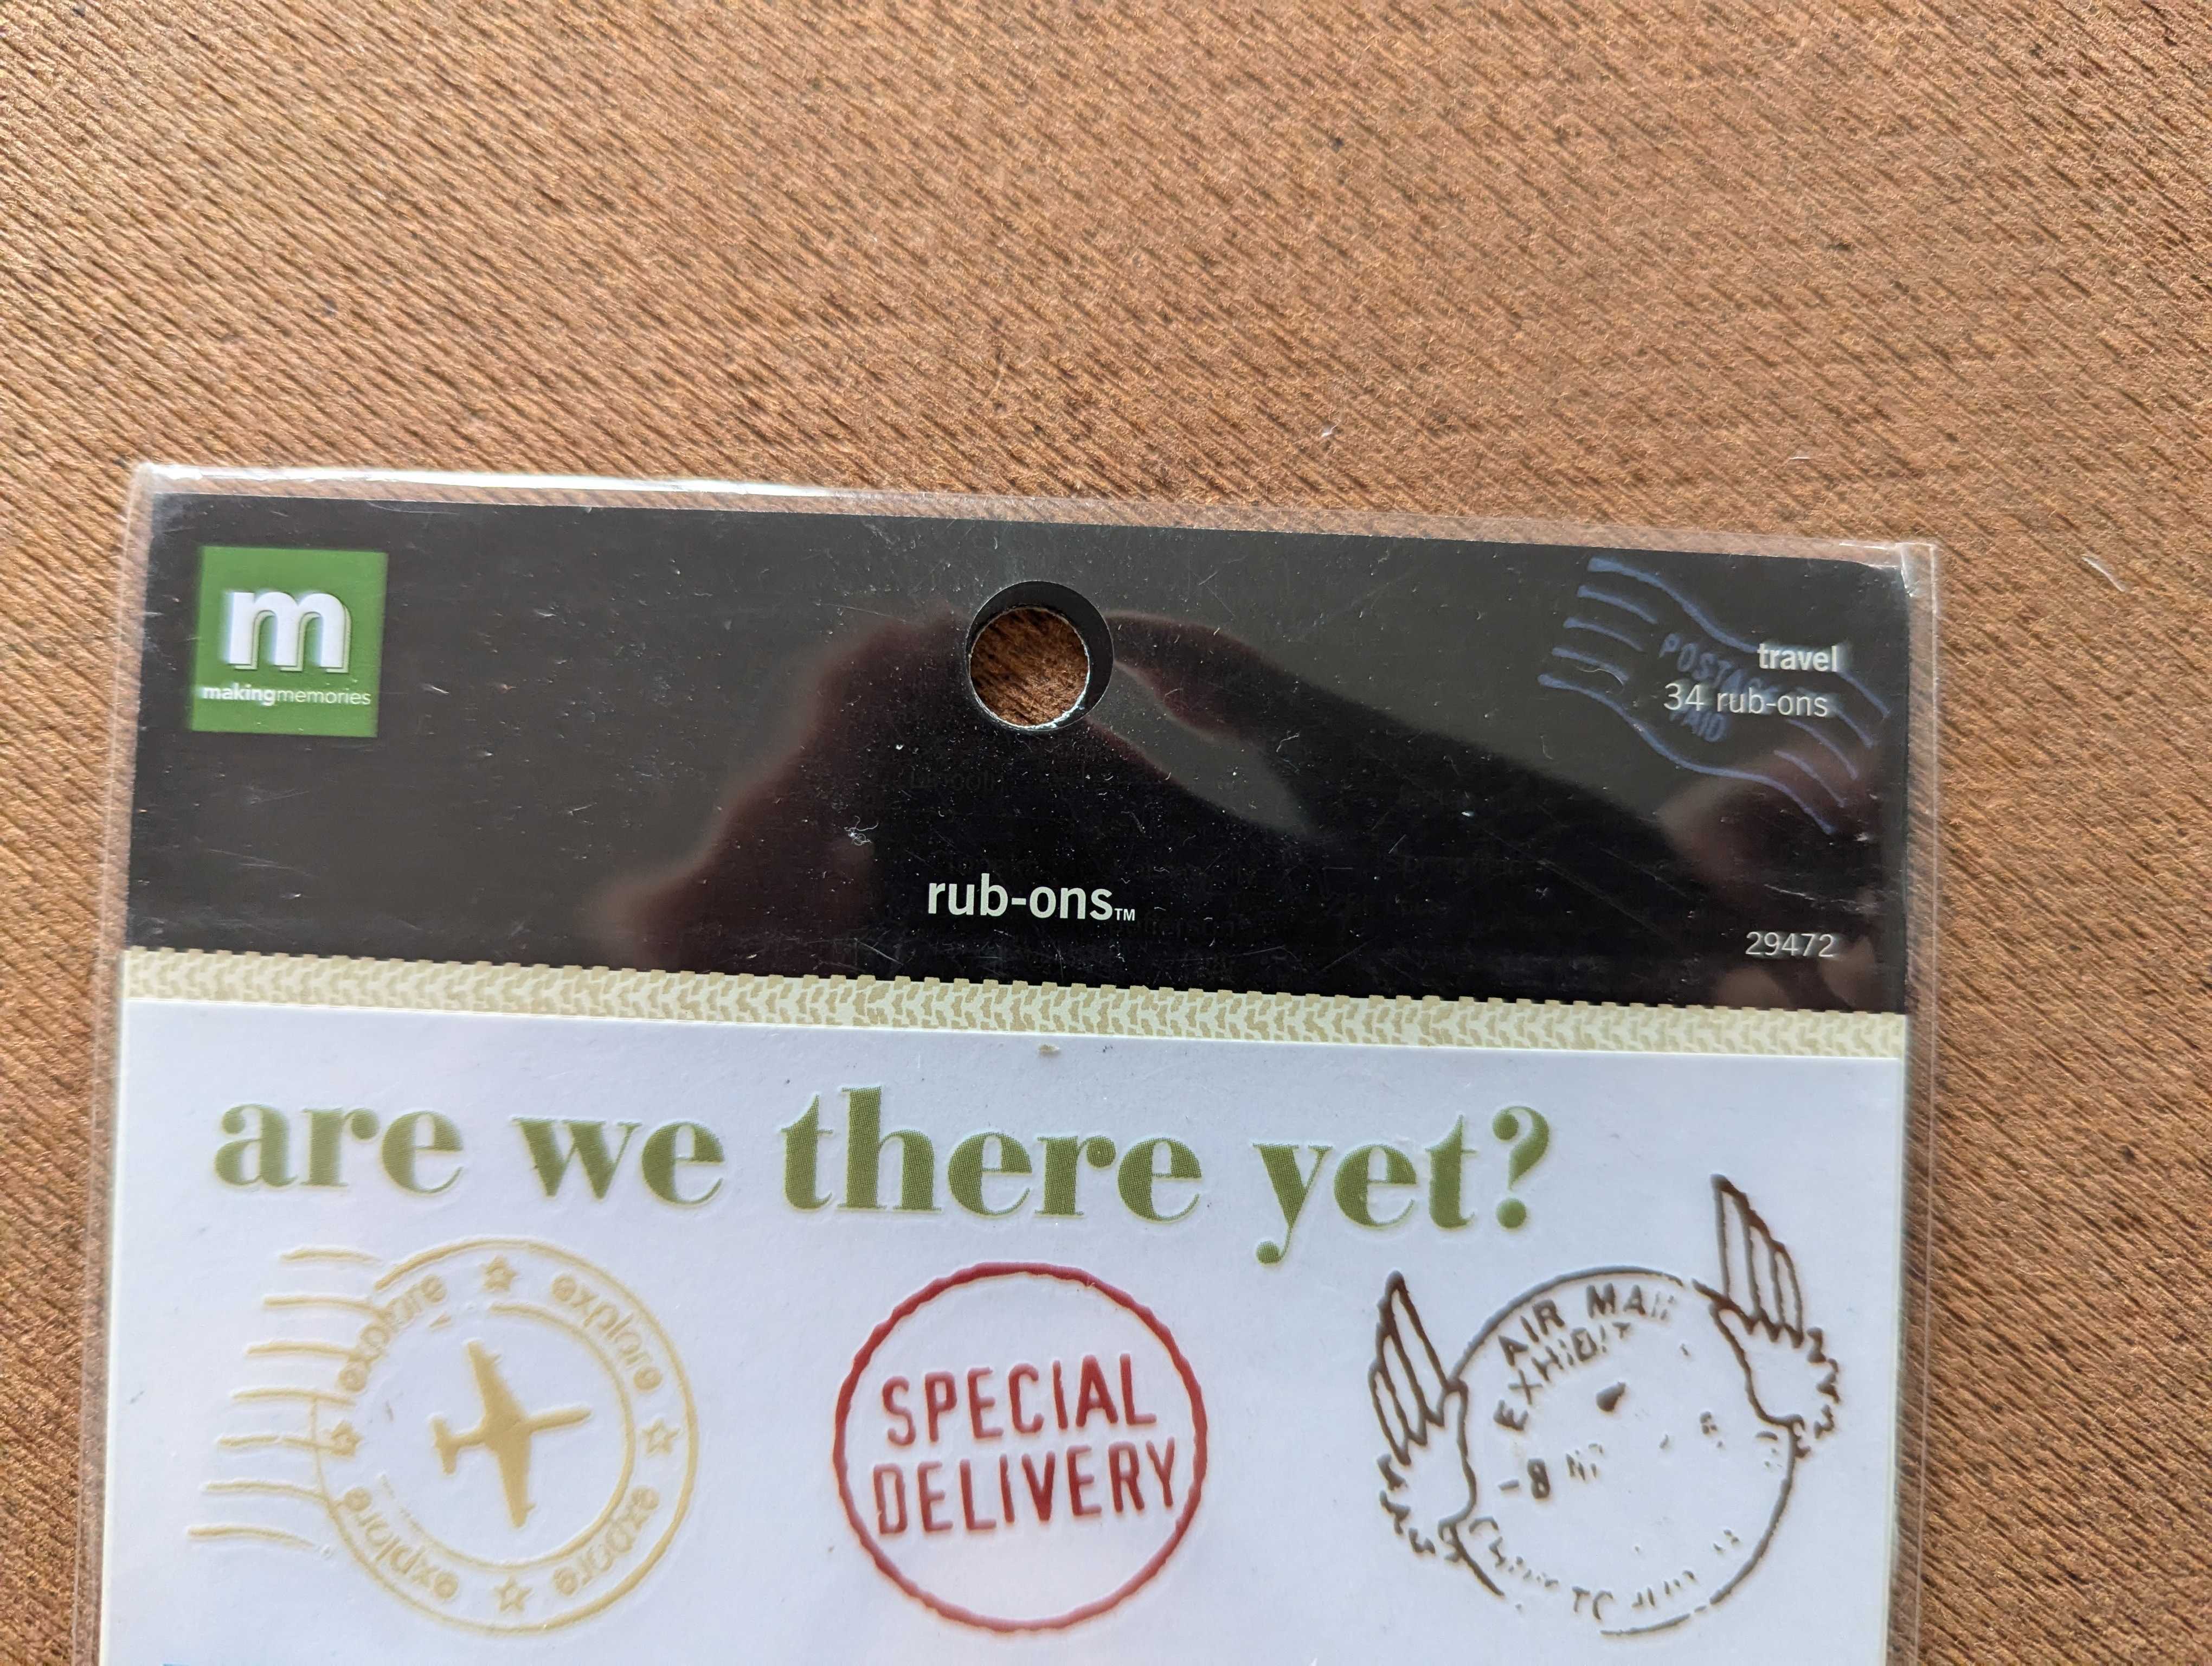 m
makingmemories
POSTAGE
PAID
travel
34 rub-ons
rub-ons™
29472
are we there yet?
explore explore explore explore
SPECIAL
DELIVERY
AIR MAIL
EXHIBIT
-8